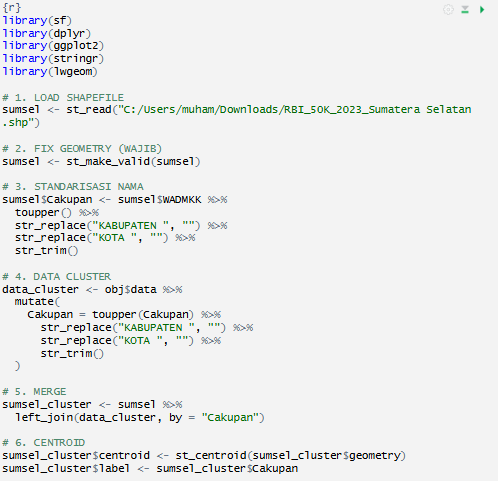 {r}
library(sf)
library(dplyr)
library(ggplot2)
library(stringr)
library(lwgeom)

# 1. LOAD SHAPEFILE
sumsel <- st_read("C:/Users/muham/Downloads/RBI_50K_2023_Sumatera Selatan
.shp")

# 2. FIX GEOMETRY (WAJIB)
sumsel <- st_make_valid(sumsel)

# 3. STANDARISASI NAMA
sumsel$Cakupan <- sumsel$WADMKK %>%
  toupper() %>%
  str_replace("KABUPATEN ", "") %>%
  str_replace("KOTA ", "") %>%
  str_trim()

# 4. DATA CLUSTER
data_cluster <- obj$data %>%
  mutate(
    Cakupan = toupper(Cakupan) %>%
      str_replace("KABUPATEN ", "") %>%
      str_replace("KOTA ", "") %>%
      str_trim()
  )

# 5. MERGE
sumsel_cluster <- sumsel %>%
  left_join(data_cluster, by = "Cakupan")

# 6. CENTROID
sumsel_cluster$centroid <- st_centroid(sumsel_cluster$geometry)
sumsel_cluster$label <- sumsel_cluster$Cakupan